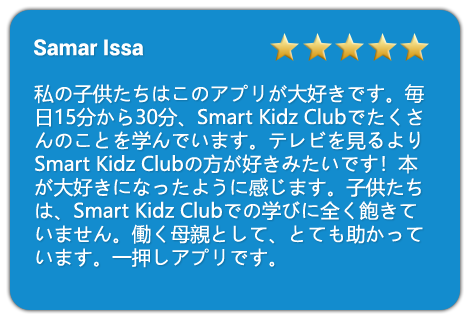 Samar Issa
私の子供たちはこのアプリが大好きです。毎
日15分から30分、Smart Kidz Clubでたくさ
んのことを学んでいます。テレビを見るより
Smart Kidz Clubの方が好きみたいです！本
が大好きになったように感じます。子供たち
は、Smart Kidz Clubでの学びに全く飽きて
いません。働く母親として、とても助かって
います。一押しアプリです。